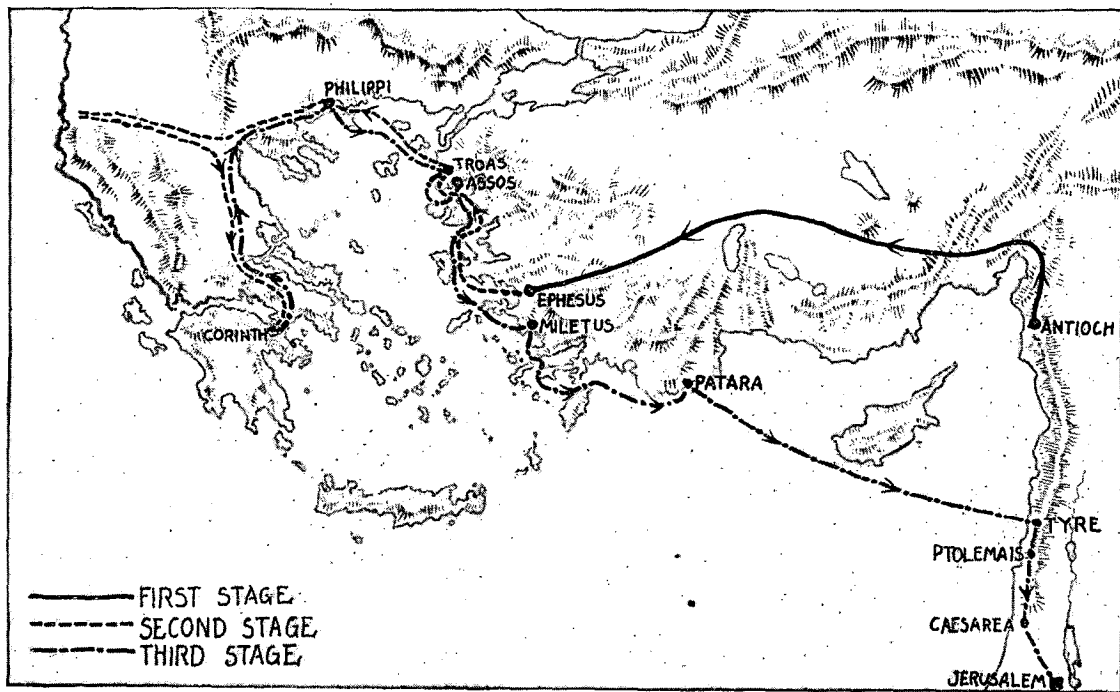 PHILIPPI
TROAS
ASSOS
EPHESUS
MILETUS
CORINTH
ANTIOCH
PATARA
TYRE
PTOLEMAIS
CAESAREA
JERUSALEM
FIRST STAGE
SECOND STAGE
THIRD STAGE